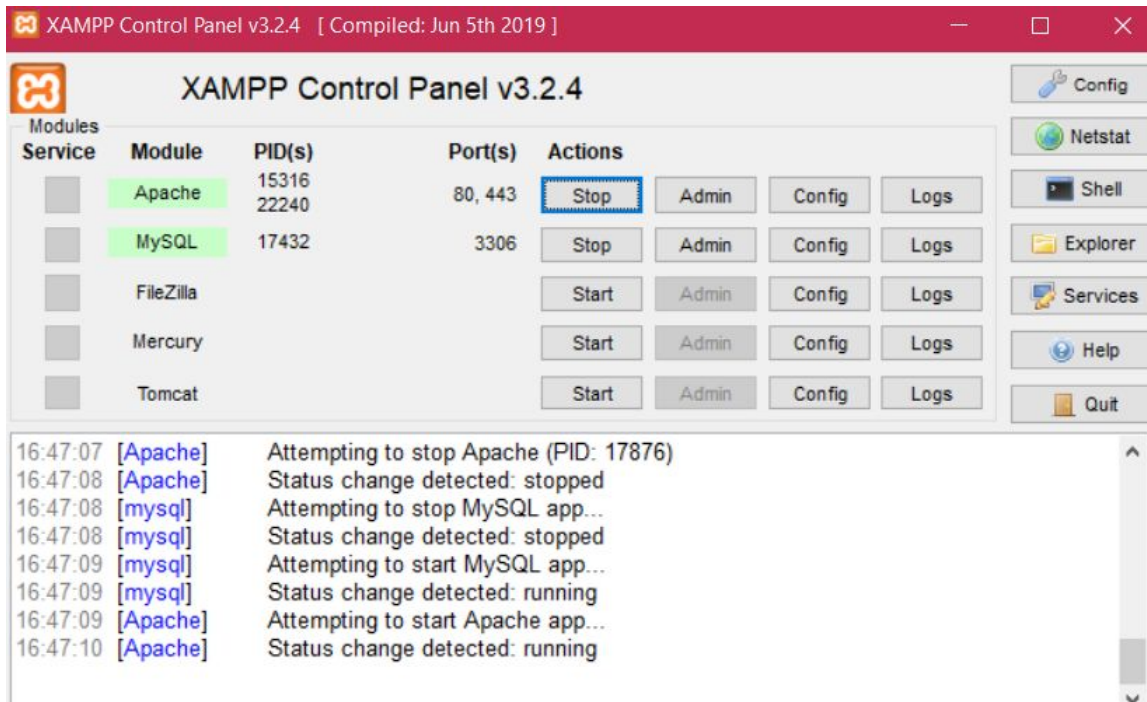 XAMPP Control Panel v3.2.4 [ Compiled: Jun 5th 2019 ]
XAMPP Control Panel v3.2.4
Config
Modules
Netstat
Service Module PID(s) Port(s) Actions
Apache 15316 22240 80, 443 Stop Admin Config Logs
Shell
MySQL 17432 3306 Stop Admin Config Logs
Explorer
FileZilla Start Admin Config Logs
Services
Mercury Start Admin Config Logs
Help
Tomcat Start Admin Config Logs
Quit
16:47:07 [Apache] Attempting to stop Apache (PID: 17876)
16:47:08 [Apache] Status change detected: stopped
16:47:08 [mysql] Attempting to stop MySQL app...
16:47:08 [mysql] Status change detected: stopped
16:47:09 [mysql] Attempting to start MySQL app...
16:47:09 [mysql] Status change detected: running
16:47:09 [Apache] Attempting to start Apache app...
16:47:10 [Apache] Status change detected: running